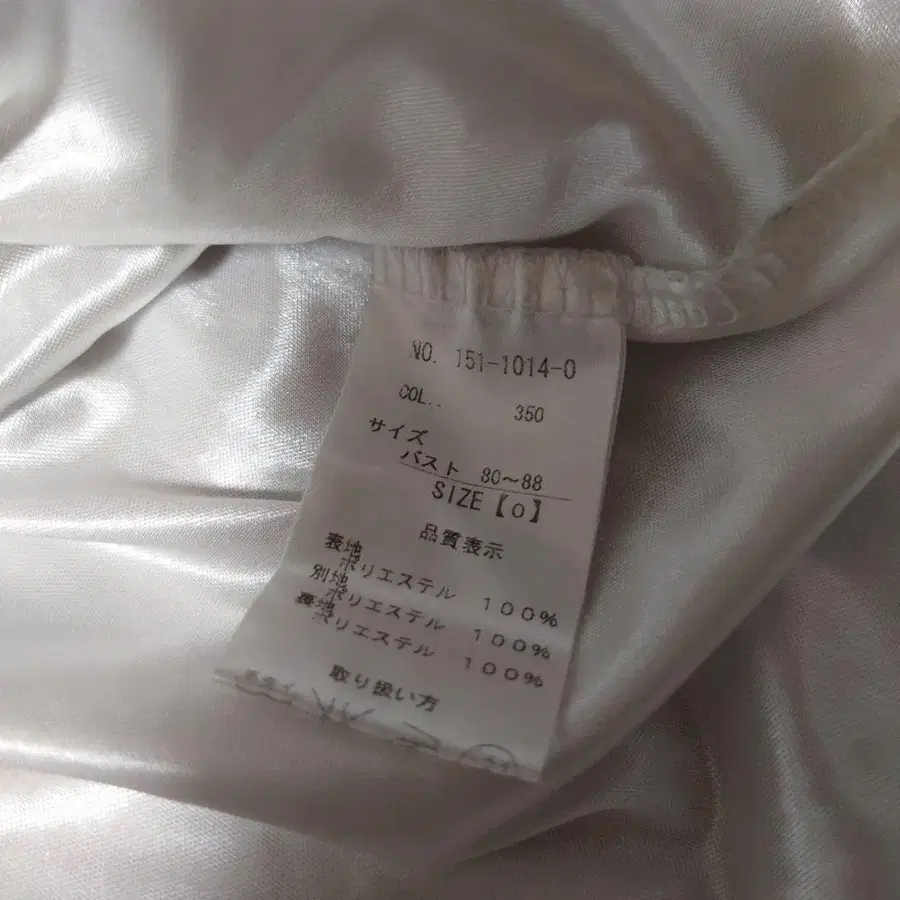 NO. 151-1014-0
COL.. 350
サイズ
バスト 80～88
SIZE【0】
品質表示
表地
ポリエステル 100%
別地
ポリエステル 100%
裏地
ポリエステル 100%
取り扱い方